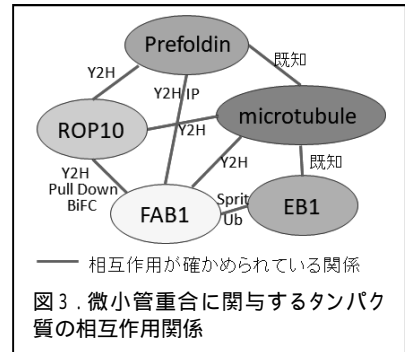 Prefoldin
既知
Y2H
Y2H IP
ROP10
Y2H
microtubule
Y2H
既知
Y2H
Pull Down
BiFC
FAB1
Sprit
Ub
EB1
相互作用が確かめられている関係
図3．微小管重合に関与するタンパク
質の相互作用関係